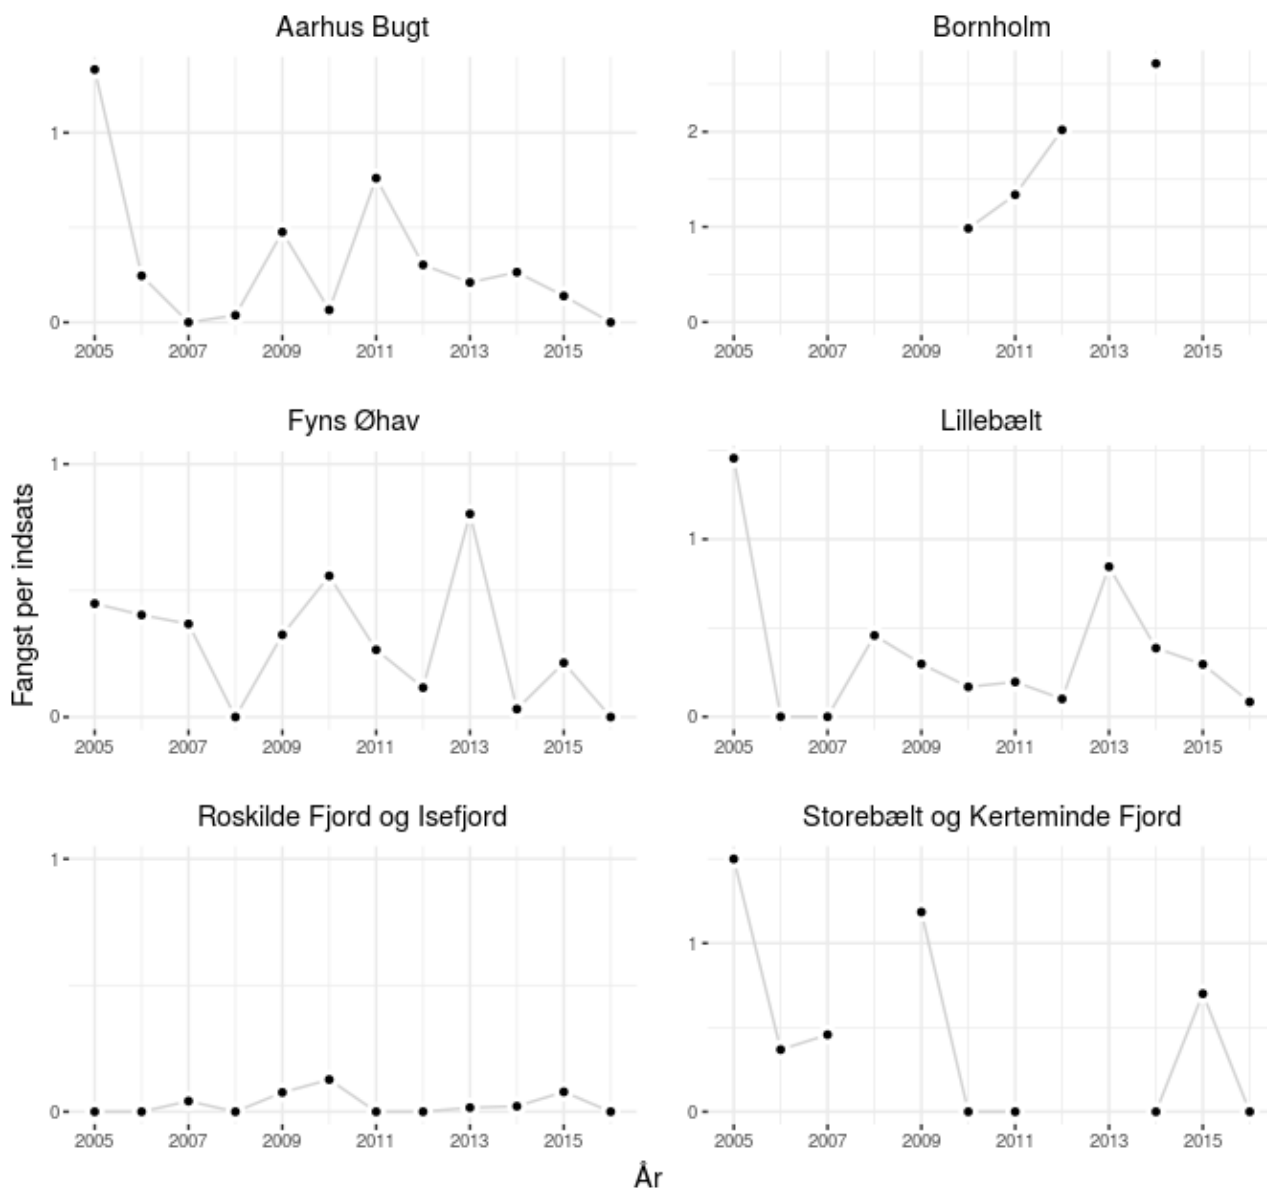 Aarhus Bugt
Bornholm
1
0
2005 2007 2009 2011 2013 2015
2
1
0
2005 2007 2009 2011 2013 2015
Fyns Øhav
Lillebælt
Fangst per indsats
1
0
2005 2007 2009 2011 2013 2015
1
0
2005 2007 2009 2011 2013 2015
Roskilde Fjord og Isefjord
Storebælt og Kerteminde Fjord
1
0
2005 2007 2009 2011 2013 2015
1
0
2005 2007 2009 2011 2013 2015
År